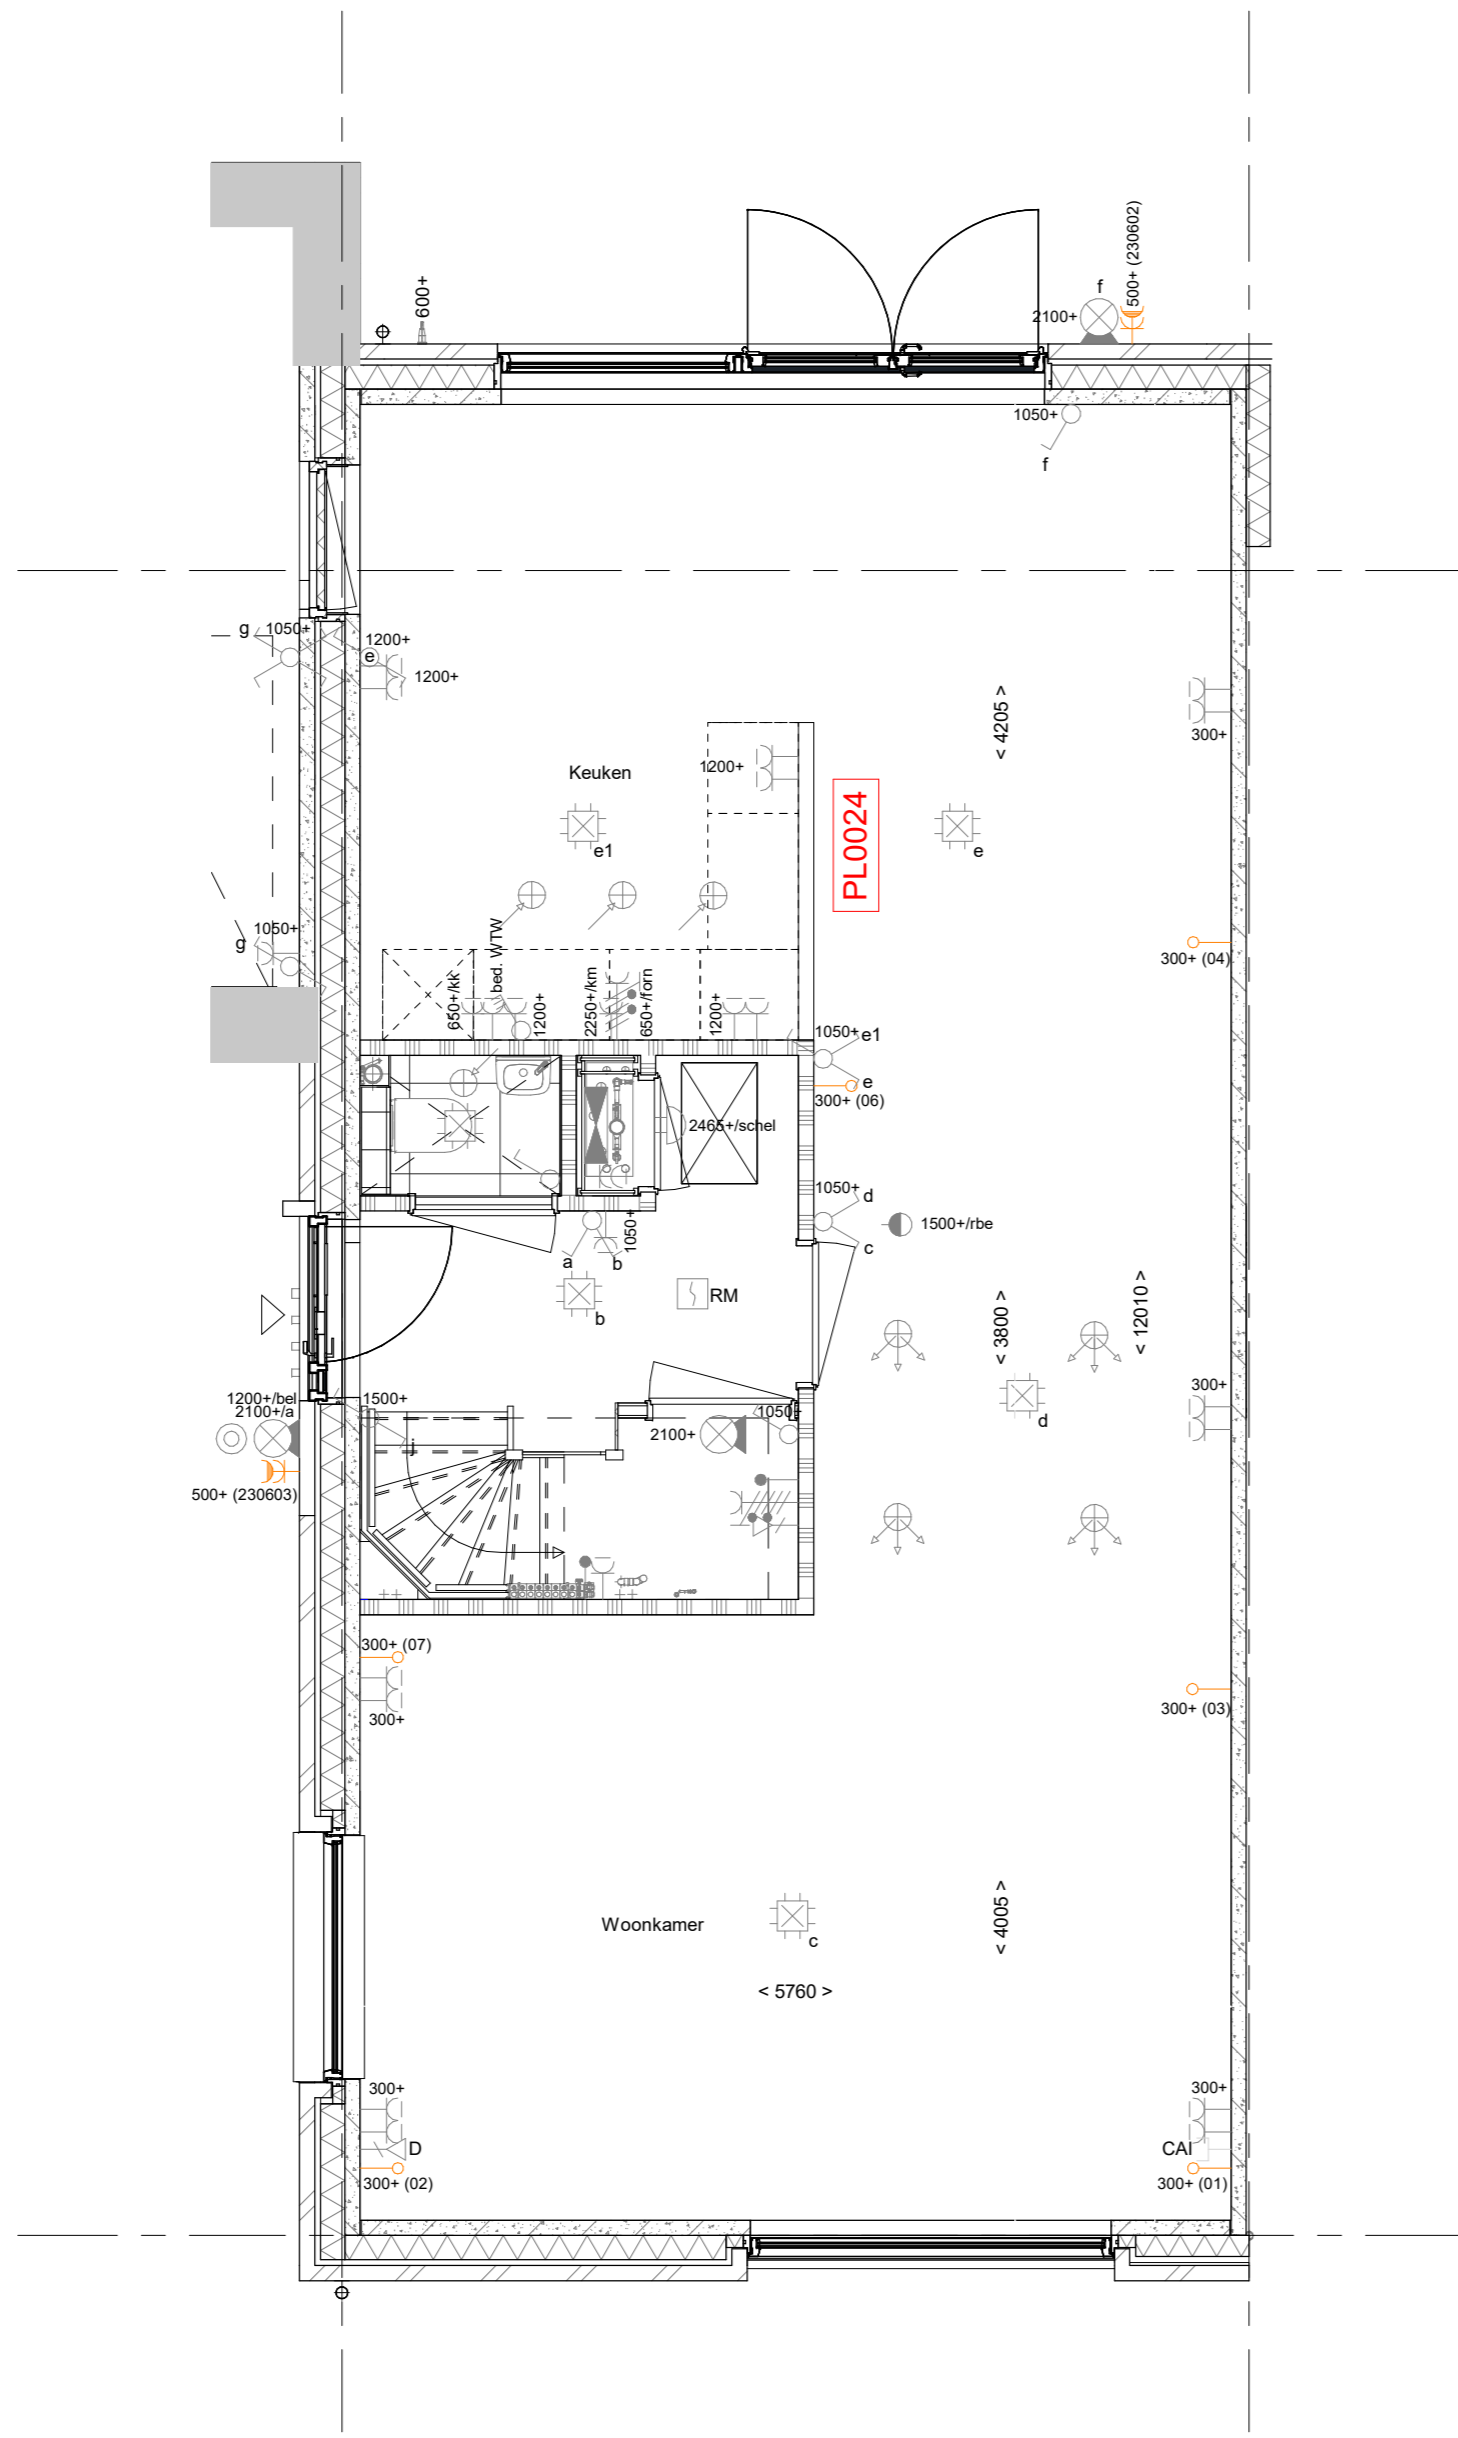 500+ (230602)
f
600+
2100+
1050+
f
g
1050+
1200+
e
1200+
< 4205 >
300+
Keuken
1200+
PL0024
e1
e
g
1050+
bed. WTW
300+ (04)
650+/kk
1200+
2250+/km
650+/forn
1200+
1050+
e1
e
300+ (06)
2465+/schel
1050+
d
1500+/rbe
c
1050+
a
b
RM
b
< 3800 >
< 12010 >
300+
1200+/bel
2100+/a
1500+
j
1050+
2100+
d
500+ (230603)
300+ (07)
300+
300+ (03)
Woonkamer
c
< 4005 >
< 5760 >
300+
300+
D
CAI
300+ (02)
300+ (01)